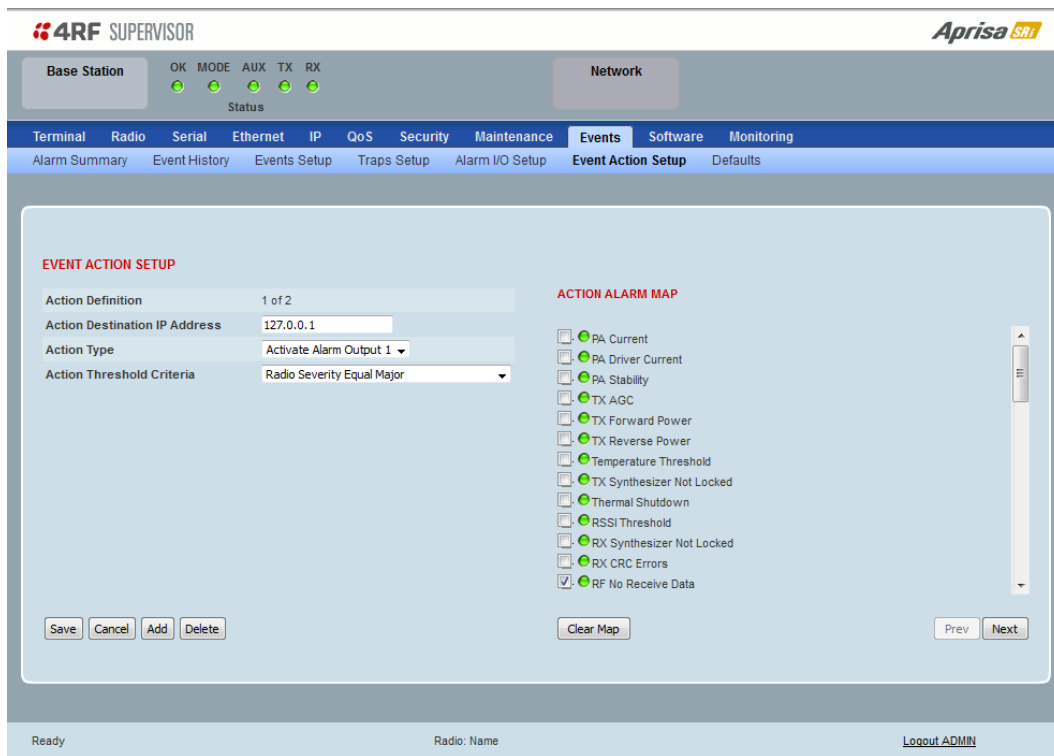 4RF SUPERVISOR
Aprisa SRi
Base Station
OK MODE AUX TX RX
Status
Network
Terminal Radio Serial Ethernet IP QoS Security Maintenance Events Software Monitoring
Alarm Summary Event History Events Setup Traps Setup Alarm I/O Setup Event Action Setup Defaults
EVENT ACTION SETUP
Action Definition 1 of 2
Action Destination IP Address 127.0.0.1
Action Type Activate Alarm Output 1
Action Threshold Criteria Radio Severity Equal Major
ACTION ALARM MAP
PA Current
PA Driver Current
PA Stability
TX AGC
TX Forward Power
TX Reverse Power
Temperature Threshold
TX Synthesizer Not Locked
Thermal Shutdown
RSSI Threshold
RX Synthesizer Not Locked
RX CRC Errors
RF No Receive Data
Save Cancel Add Delete
Clear Map
Prev Next
Ready
Radio: Name
Logout ADMIN